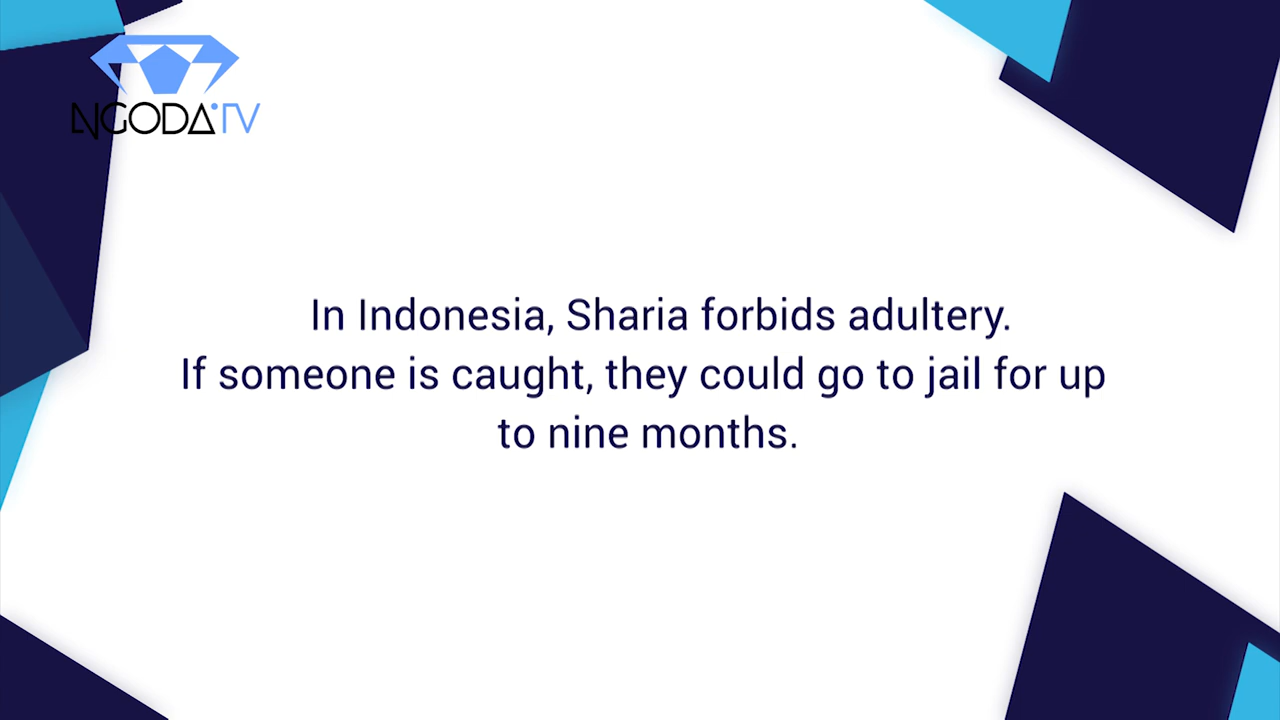 NGODA TV
In Indonesia, Sharia forbids adultery.
If someone is caught, they could go to jail for up
to nine months.